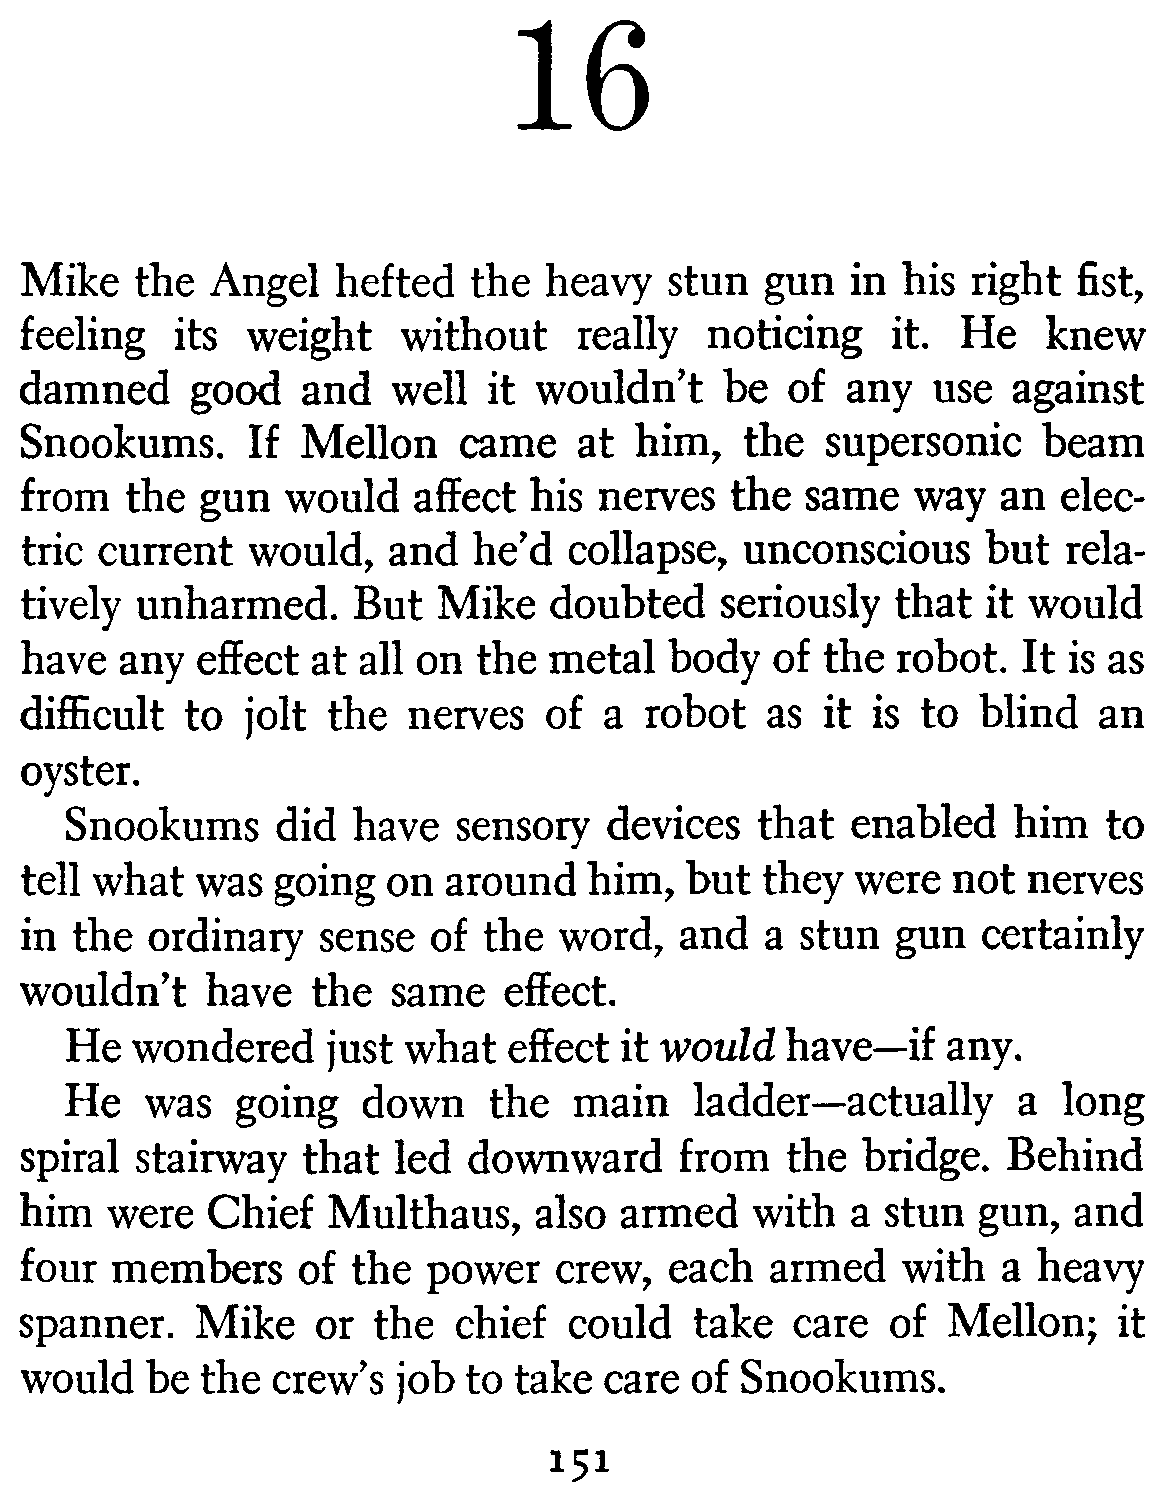 16
Mike the Angel hefted the heavy stun gun in his right fist,
feeling its weight without really noticing it. He knew
damned good and well it wouldn't be of any use against
Snookums. If Mellon came at him, the supersonic beam
from the gun would affect his nerves the same way an elec-
tric current would, and he'd collapse, unconscious but rela-
tively unharmed. But Mike doubted seriously that it would
have any effect at all on the metal body of the robot. It is as
difficult to jolt the nerves of a robot as it is to blind an
oyster.
Snookums did have sensory devices that enabled him to
tell what was going on around him, but they were not nerves
in the ordinary sense of the word, and a stun gun certainly
wouldn't have the same effect.
He wondered just what effect it would have—if any.
He was going down the main ladder—actually a long
spiral stairway that led downward from the bridge. Behind
him were Chief Multhaus, also armed with a stun gun, and
four members of the power crew, each armed with a heavy
spanner. Mike or the chief could take care of Mellon; it
would be the crew's job to take care of Snookums.
151